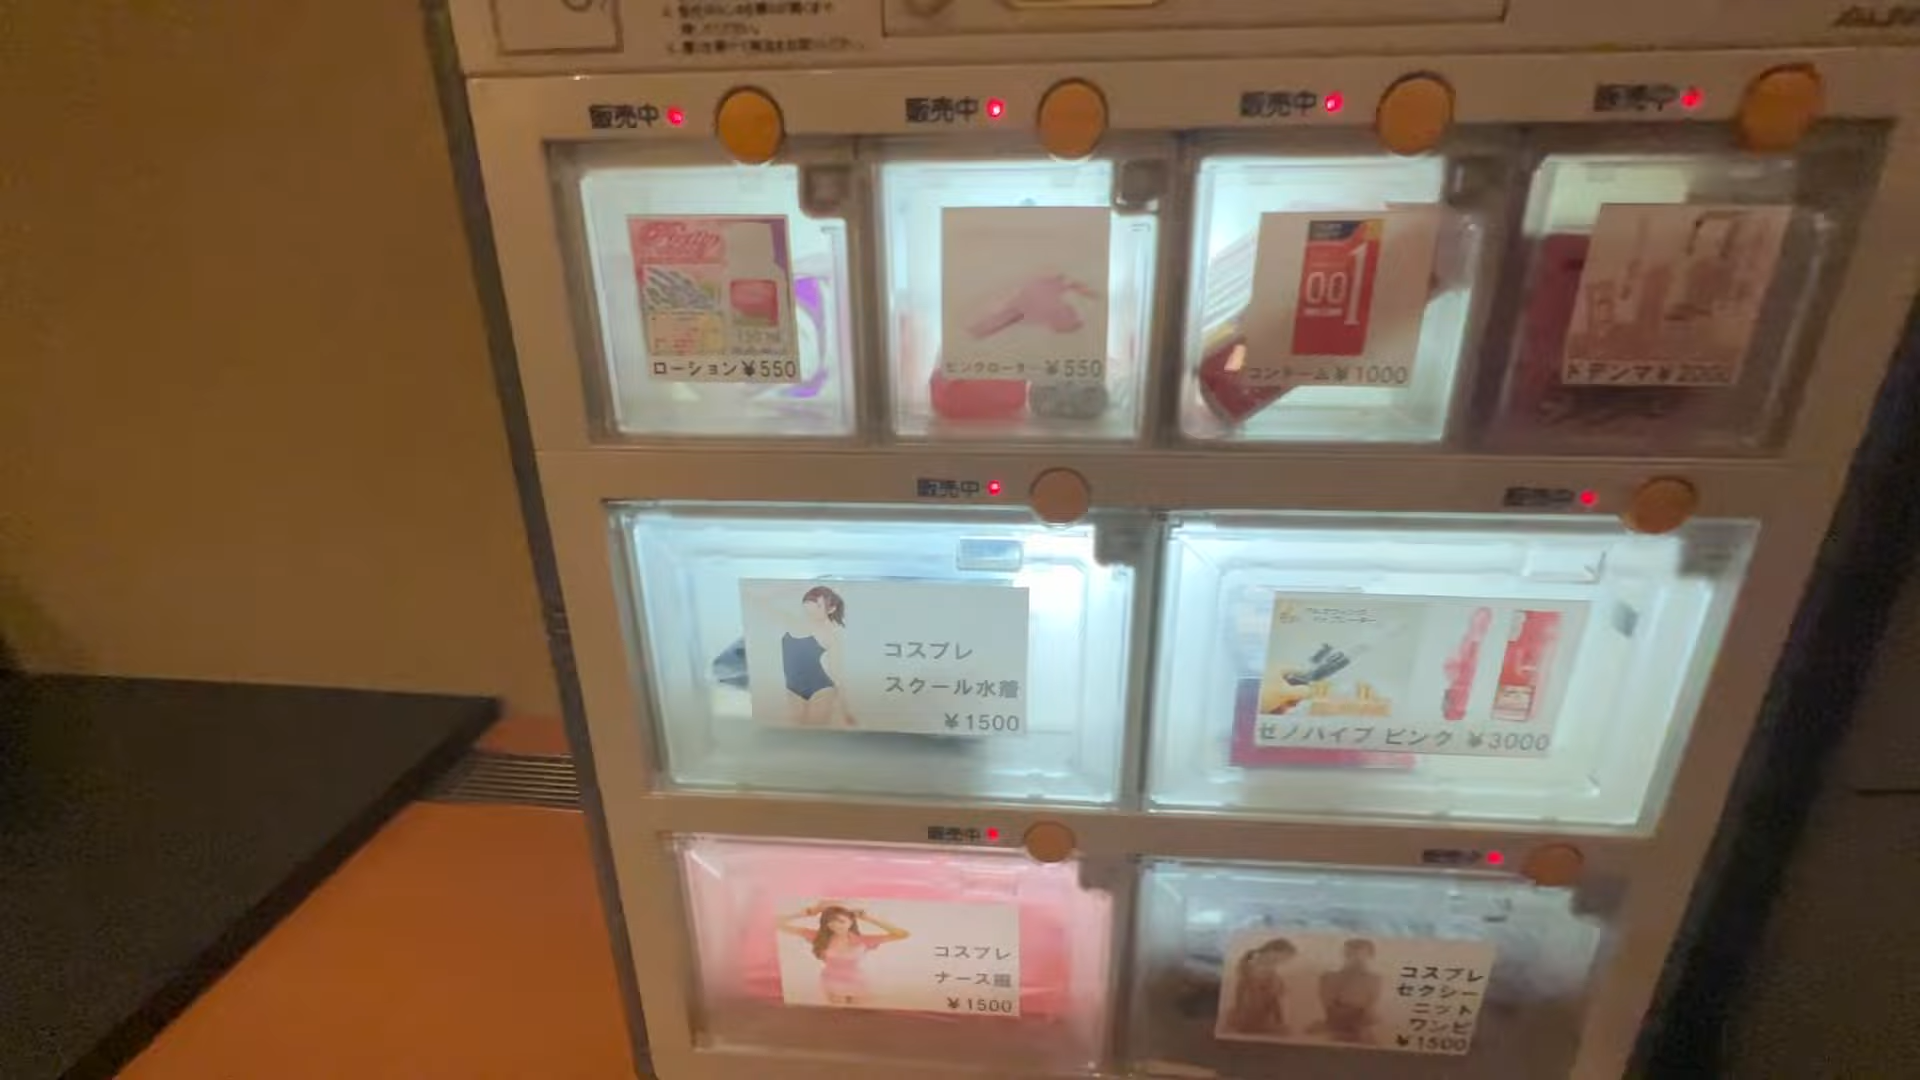 販売中
販売中
販売中
販売中
ローション¥550
ピンクローター¥550
001
コンドーム¥1000
ドデンマ¥2000
販売中
販売中
コスプレ
スクール水着
¥1500
ゼノバイブ ピンク ¥3000
販売中
販売中
コスプレ
ナース服
¥1500
コスプレ
セクシー
ニット
ワンピ
¥1500